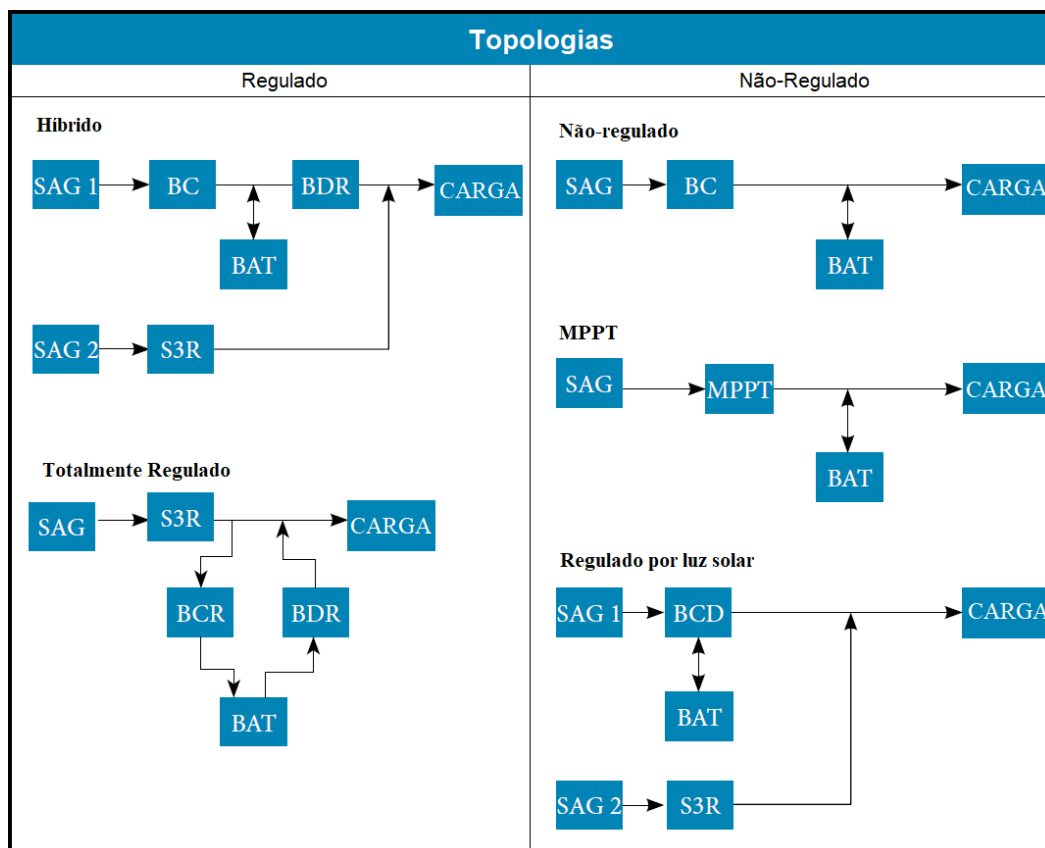 Topologias
Regulado
Não-Regulado
Híbrido
SAG 1
BC
BDR
CARGA
BAT
SAG 2
S3R
Totalmente Regulado
SAG
S3R
CARGA
BCR
BDR
BAT
Não-regulado
SAG
BC
CARGA
BAT
MPPT
SAG
MPPT
CARGA
BAT
Regulado por luz solar
SAG 1
BCD
CARGA
BAT
SAG 2
S3R